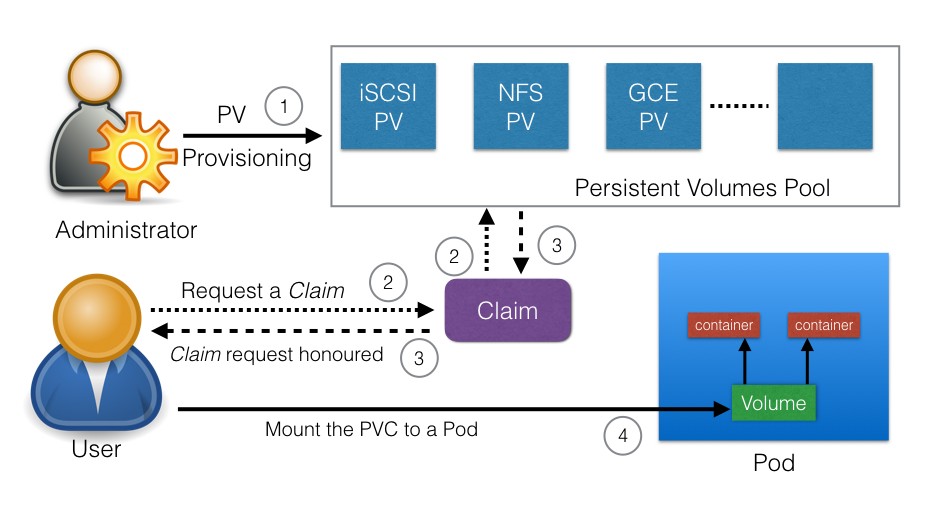 PV
1
Provisioning
Administrator
iSCSI
PV
NFS
PV
GCE
PV
Persistent Volumes Pool
2
3
Request a Claim
2
Claim
Claim request honoured
3
User
Mount the PVC to a Pod
4
container
container
Volume
Pod